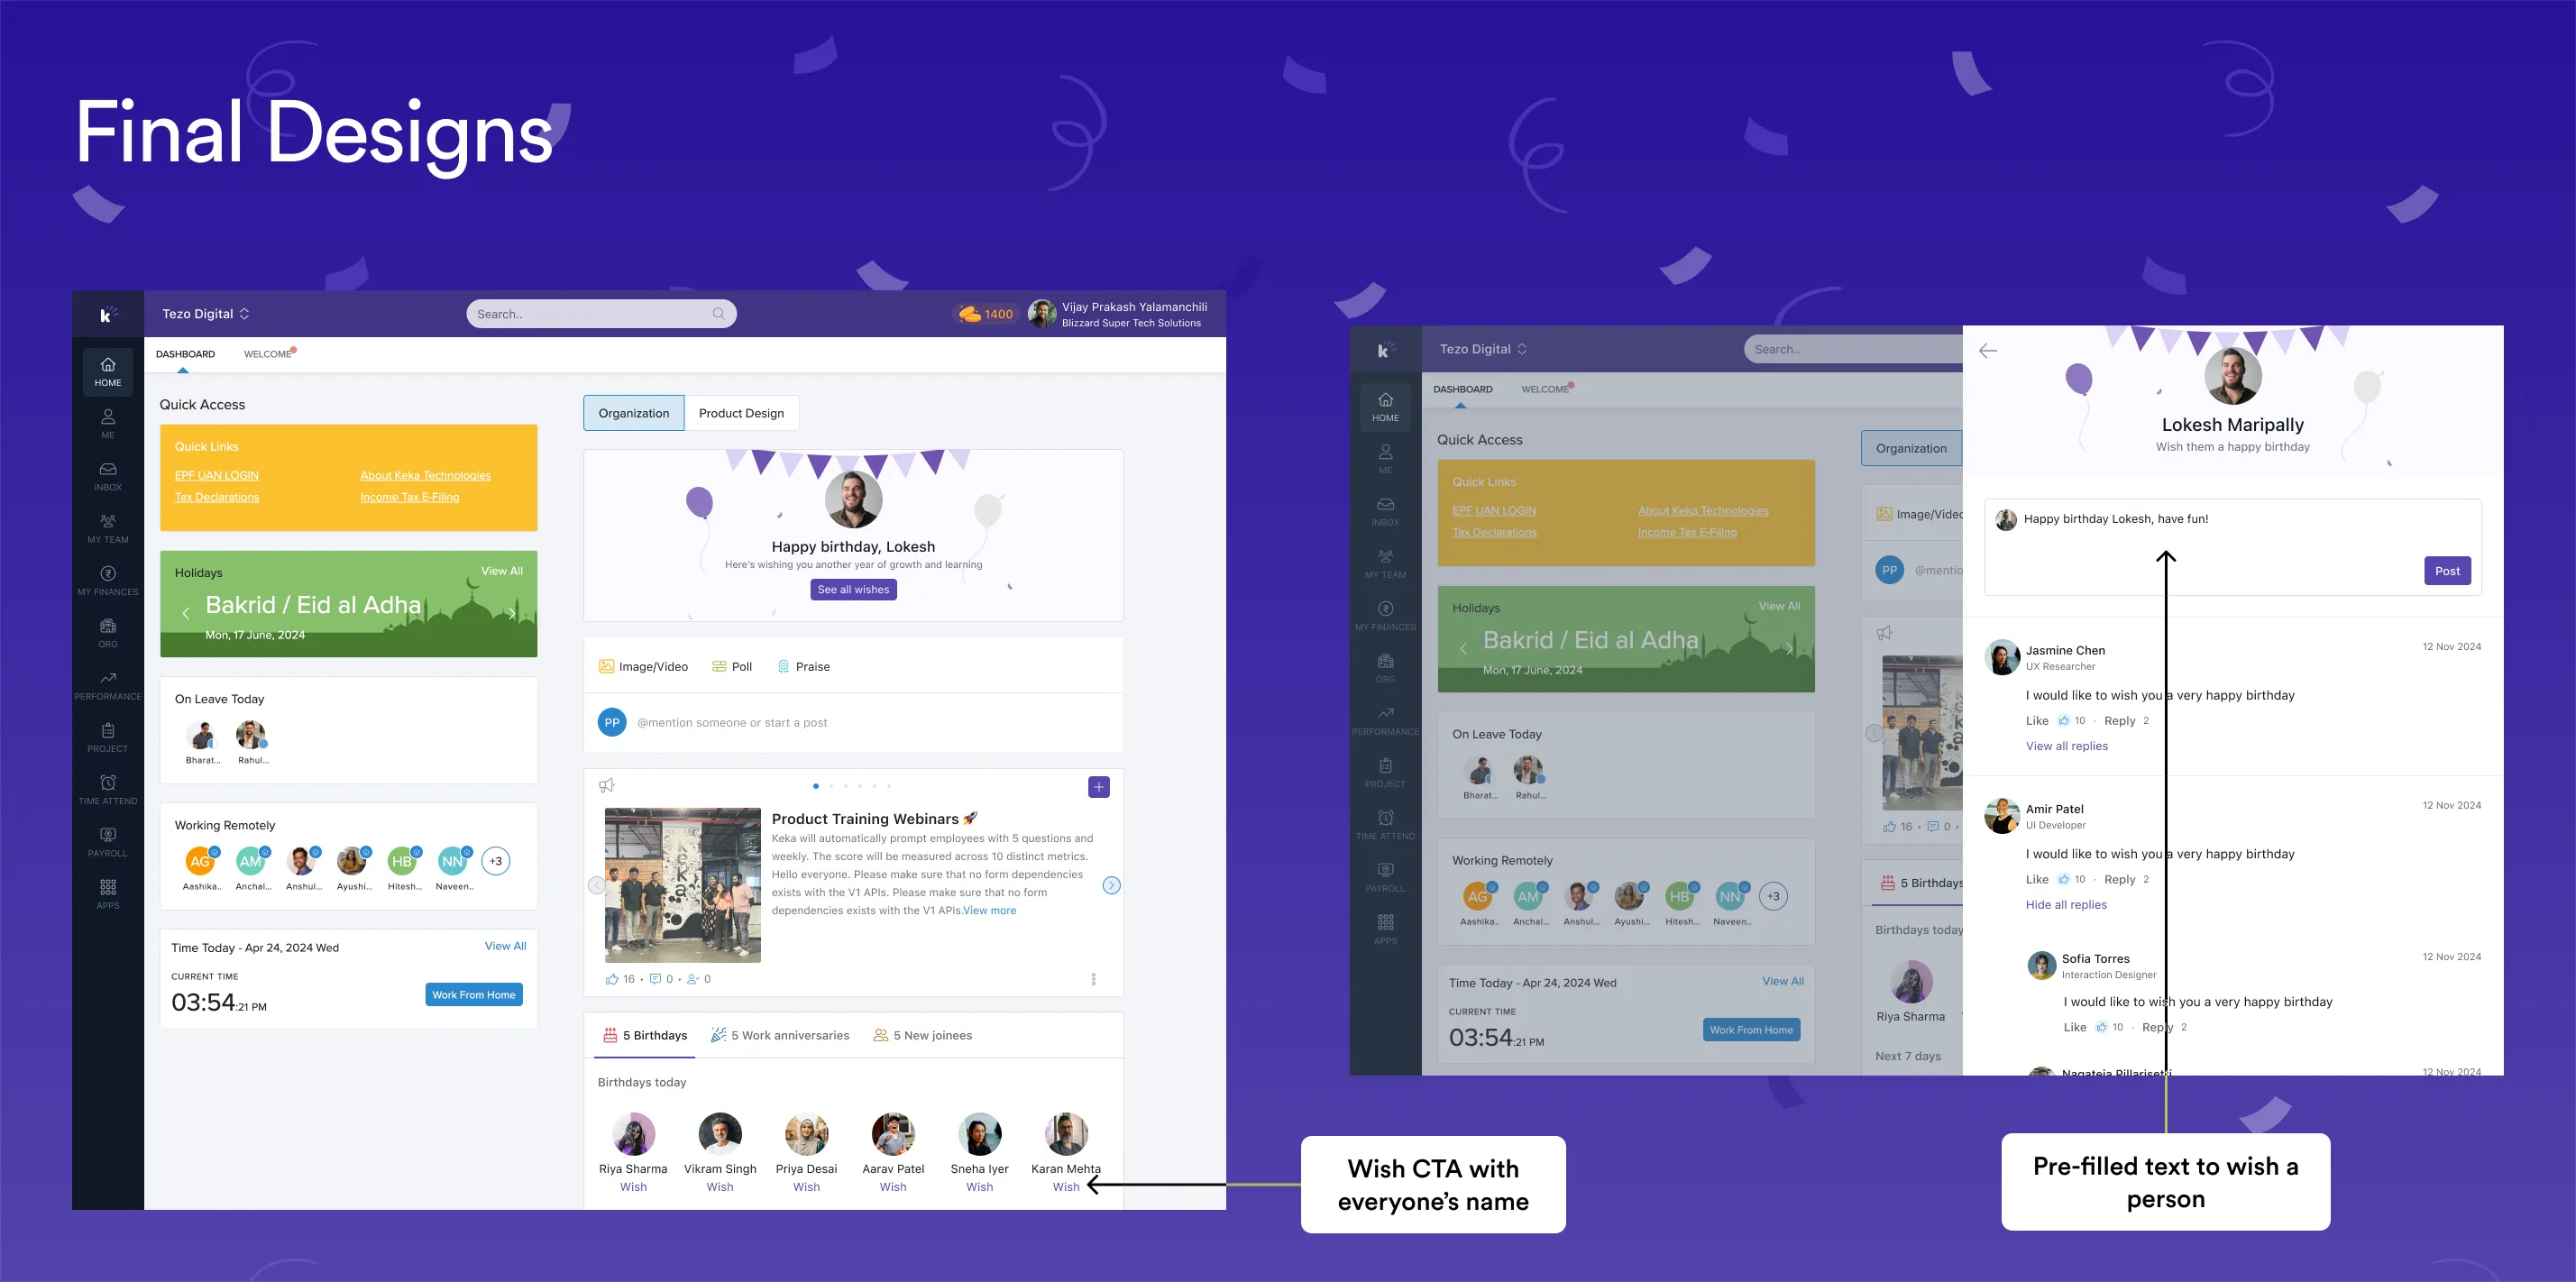 Final Designs
k
Tezo Digital
Search..
1400
Vijay Prakash Yalamanchili
Blizzard Super Tech Solutions
DASHBOARD
WELCOME
HOME
ME
INBOX
MY TEAM
MY FINANCES
ORG
PERFORMANCE
PROJECT
TIME ATTEND
PAYROLL
APPS
Quick Access
Quick Links
EPF UAN LOGIN
About Keka Technologies
Tax Declarations
Income Tax E-Filing
Holidays
View All
Bakrid / Eid al Adha
Mon, 17 June, 2024
On Leave Today
Bharat...
Rahul...
Working Remotely
AG
AM
HB
NN
+3
Aashika..
Anchal...
Anshul...
Ayushi...
Hitesh...
Naveen..
Time Today - Apr 24, 2024 Wed
View All
CURRENT TIME
03:54:21 PM
Work From Home
Organization
Product Design
Happy birthday, Lokesh
Here's wishing you another year of growth and learning
See all wishes
Image/Video
Poll
Praise
PP
@mention someone or start a post
Product Training Webinars 🚀
Keka will automatically prompt employees with 5 questions and
weekly. The score will be measured across 10 distinct metrics.
Hello everyone. Please make sure that no form dependencies
exists with the V1 APIs. Please make sure that no form
dependencies exists with the V1 APIs.View more
16 • 0 • 0
5 Birthdays
5 Work anniversaries
5 New joinees
Birthdays today
Riya Sharma
Vikram Singh
Priya Desai
Aarav Patel
Sneha Iyer
Karan Mehta
Wish
Wish
Wish
Wish
Wish
Wish
Wish CTA with
everyone's name
k
Tezo Digital
Search..
DASHBOARD
WELCOME
HOME
ME
INBOX
MY TEAM
MY FINANCES
ORG
PERFORMANCE
PROJECT
TIME ATTEND
PAYROLL
APPS
Quick Access
Quick Links
EPF UAN LOGIN
About Keka Technologies
Tax Declarations
Income Tax E-Filing
Holidays
View All
Bakrid / Eid al Adha
Mon, 17 June, 2024
On Leave Today
Bharat...
Rahul...
Working Remotely
AG
AM
HB
NN
+3
Aashika..
Anchal...
Anshul...
Ayushi...
Hitesh...
Naveen..
Time Today - Apr 24, 2024 Wed
View All
CURRENT TIME
03:54:21 PM
Work From Home
Organization
Image/Video
PP
@mentio
16 • 0 •
5 Birthdays
Birthdays today
Riya Sharma
Next 7 days
Lokesh Maripally
Wish them a happy birthday
Happy birthday Lokesh, have fun!
Post
Jasmine Chen
12 Nov 2024
UX Researcher
I would like to wish you a very happy birthday
Like 10 · Reply 2
View all replies
Amir Patel
12 Nov 2024
UI Developer
I would like to wish you a very happy birthday
Like 10 · Reply 2
Hide all replies
Sofia Torres
12 Nov 2024
Interaction Designer
I would like to wish you a very happy birthday
Like 10 · Reply 2
Nagateja Pillarisetti
12 Nov 2024
Pre-filled text to wish a
person